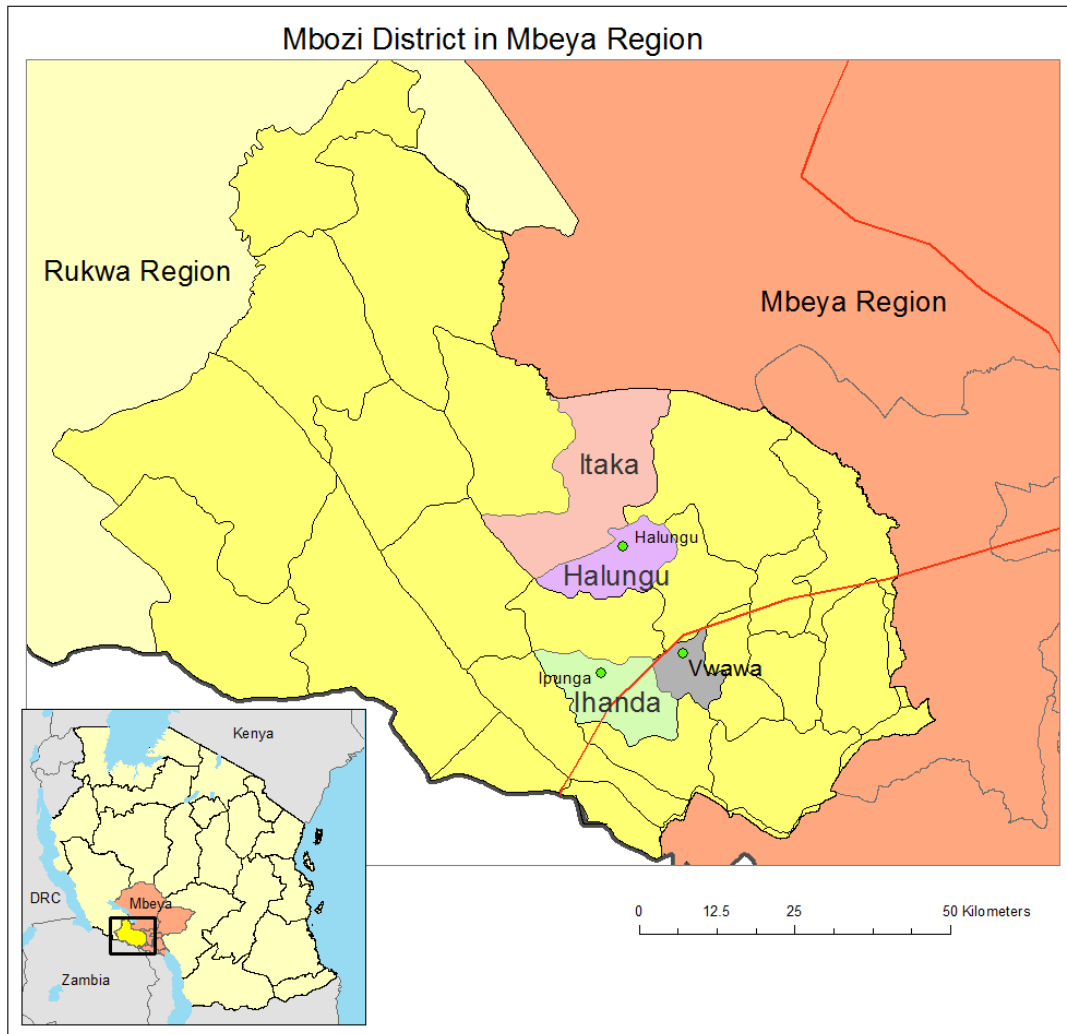 Mbozi District in Mbeya Region
Rukwa Region
Mbeya Region
Itaka
Halungu
Halungu
Ipunga
Vwawa
Ihanda
Kenya
DRC
Mbeya
Zambia
0 12.5 25 50 Kilometers